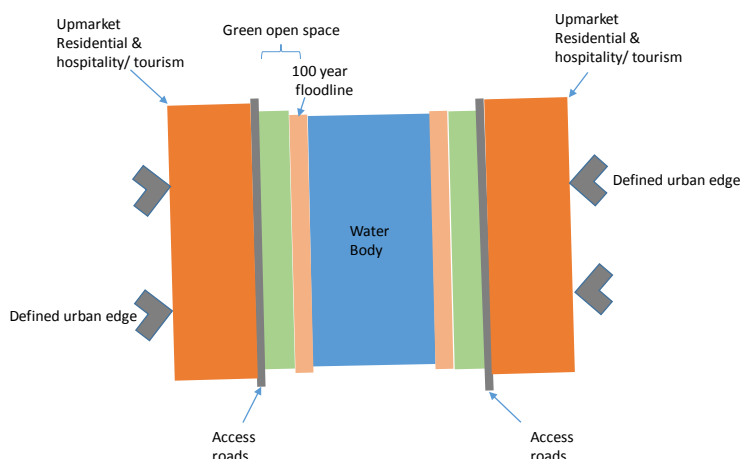 Upmarket
Residential &
hospitality/ tourism
Green open space
100 year
floodline
Upmarket
Residential &
hospitality/ tourism
Defined urban edge
Water
Body
Defined urban edge
Access
roads
Access
roads